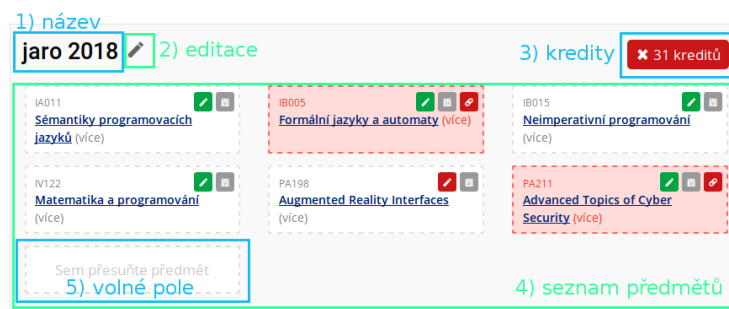 1) název
jaro 2018
2) editace
3) kredity
31 kreditů
IA011
Sémantiky programovacích
jazyků (více)
IB005
Formální jazyky a automaty (více)
IB015
Neimperativní programování
(více)
IV122
Matematika a programování
(více)
PA198
Augmented Reality Interfaces
(více)
PA211
Advanced Topics of Cyber
Security (více)
Sem přesuňte předmět
5) volné pole
4) seznam předmětů